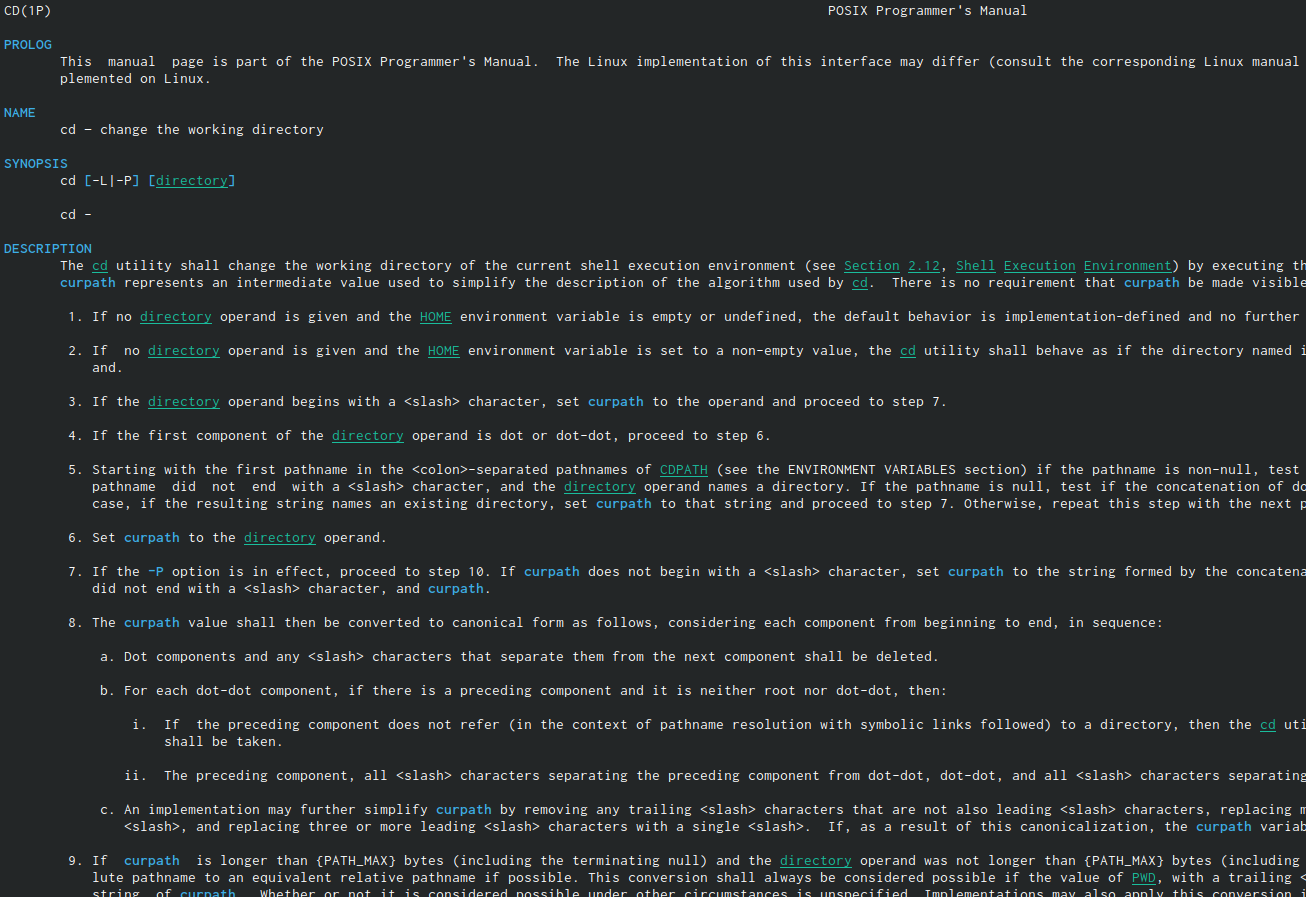 CD(1P) POSIX Programmer's Manual
PROLOG
This manual page is part of the POSIX Programmer's Manual. The Linux implementation of this interface may differ (consult the corresponding Linux manual
plemented on Linux.
NAME
cd - change the working directory
SYNOPSIS
cd [-L|-P] [directory]
cd -
DESCRIPTION
The cd utility shall change the working directory of the current shell execution environment (see Section 2.12, Shell Execution Environment) by executing th
curpath represents an intermediate value used to simplify the description of the algorithm used by cd. There is no requirement that curpath be made visible
1. If no directory operand is given and the HOME environment variable is empty or undefined, the default behavior is implementation-defined and no further
2. If no directory operand is given and the HOME environment variable is set to a non-empty value, the cd utility shall behave as if the directory named i
and.
3. If the directory operand begins with a <slash> character, set curpath to the operand and proceed to step 7.
4. If the first component of the directory operand is dot or dot-dot, proceed to step 6.
5. Starting with the first pathname in the <colon>-separated pathnames of CDPATH (see the ENVIRONMENT VARIABLES section) if the pathname is non-null, test
pathname did not end with a <slash> character, and the directory operand names a directory. If the pathname is null, test if the concatenation of do
case, if the resulting string names an existing directory, set curpath to that string and proceed to step 7. Otherwise, repeat this step with the next p
6. Set curpath to the directory operand.
7. If the -P option is in effect, proceed to step 10. If curpath does not begin with a <slash> character, set curpath to the string formed by the concatena
did not end with a <slash> character, and curpath.
8. The curpath value shall then be converted to canonical form as follows, considering each component from beginning to end, in sequence:
a. Dot components and any <slash> characters that separate them from the next component shall be deleted.
b. For each dot-dot component, if there is a preceding component and it is neither root nor dot-dot, then:
i. If the preceding component does not refer (in the context of pathname resolution with symbolic links followed) to a directory, then the cd uti
shall be taken.
ii. The preceding component, all <slash> characters separating the preceding component from dot-dot, dot-dot, and all <slash> characters separating
c. An implementation may further simplify curpath by removing any trailing <slash> characters that are not also leading <slash> characters, replacing m
<slash>, and replacing three or more leading <slash> characters with a single <slash>. If, as a result of this canonicalization, the curpath variab
9. If curpath is longer than {PATH_MAX} bytes (including the terminating null) and the directory operand was not longer than {PATH_MAX} bytes (including
lute pathname to an equivalent relative pathname if possible. This conversion shall always be considered possible if the value of PWD, with a trailing <
string of curpath. Whether or not it is considered possible under other circumstances is unspecified. Implementations may also apply this conversion i